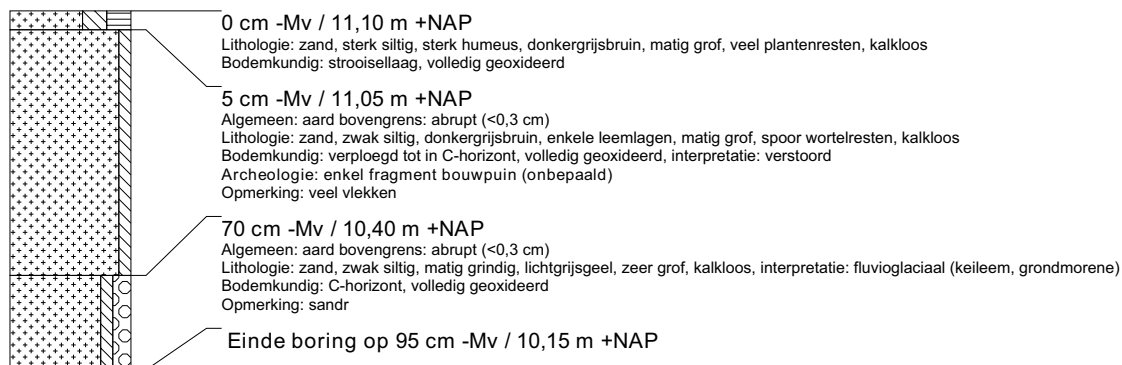 0 cm -Mv / 11,10 m +NAP
Lithologie: zand, sterk siltig, sterk humeus, donkergrijsbruin, matig grof, veel plantenresten, kalkloos
Bodemkundig: strooisellaag, volledig geoxideerd
5 cm -Mv / 11,05 m +NAP
Algemeen: aard bovengrens: abrupt (<0,3 cm)
Lithologie: zand, zwak siltig, donkergrijsbruin, enkele leemlagen, matig grof, spoor wortelresten, kalkloos
Bodemkundig: verploegd tot in C-horizont, volledig geoxideerd, interpretatie: verstoord
Archeologie: enkel fragment bouwpuin (onbepaald)
Opmerking: veel vlekken
70 cm -Mv / 10,40 m +NAP
Algemeen: aard bovengrens: abrupt (<0,3 cm)
Lithologie: zand, zwak siltig, matig grindig, lichtgrijsgeel, zeer grof, kalkloos, interpretatie: fluvioglaciaal (keileem, grondmorene)
Bodemkundig: C-horizont, volledig geoxideerd
Opmerking: sandr
Einde boring op 95 cm -Mv / 10,15 m +NAP